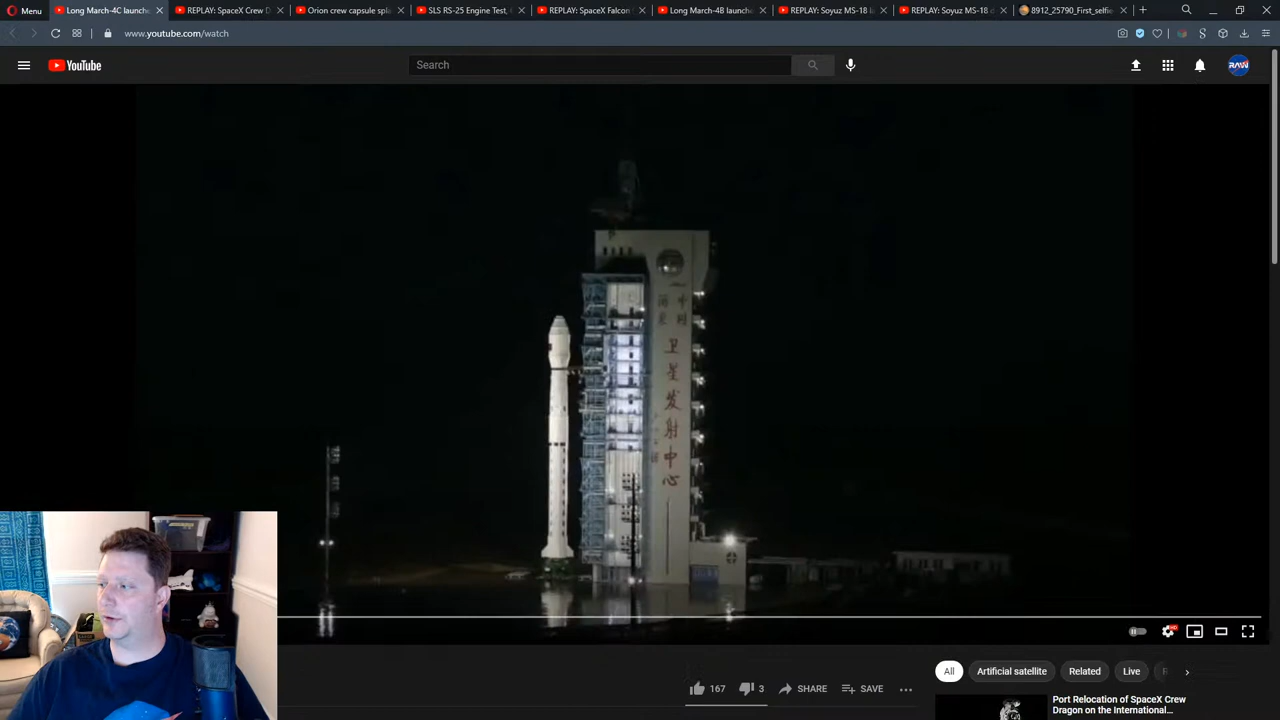 Menu
Long March-4C launche
REPLAY: SpaceX Crew D
Orion crew capsule spla
SLS RS-25 Engine Test,
REPLAY: SpaceX Falcon
Long March-4B launch
REPLAY: Soyuz MS-18 la
REPLAY: Soyuz MS-18 d
8912_25790_First_selfie
www.youtube.com/watch
YouTube
Search
RAW
卫星发射中心
HD
167
3
SHARE
SAVE
All
Artificial satellite
Related
Live
Port Relocation of SpaceX Crew
Dragon on the International...